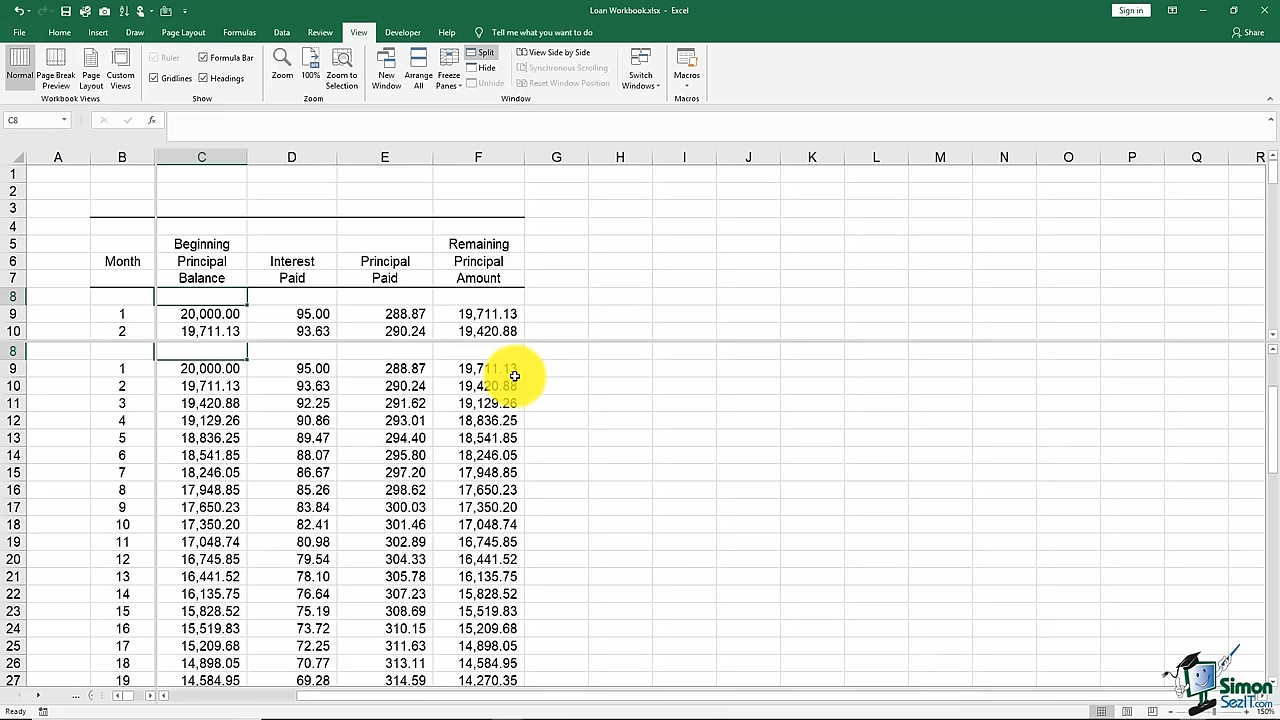 Loan Workbook.xlsx - Excel
Sign in
File Home Insert Draw Page Layout Formulas Data Review View Developer Help Tell me what you want to do Share
Normal Page Break Preview Page Layout Custom Views
Workbook Views
Ruler Formula Bar
Gridlines Headings
Show
Zoom 100% Zoom to Selection
Zoom
New Window Arrange All Freeze Panes
Split
Hide
Unhide
View Side by Side
Synchronous Scrolling
Reset Window Position
Switch Windows
Window
Macros
Macros
C8 fx
A B C D E F G H I J K L M N O P Q R
1
2
3
4
5 Beginning Remaining
6 Month Principal Interest Principal Principal
7 Balance Paid Paid Amount
8
9 1 20,000.00 95.00 288.87 19,711.13
10 2 19,711.13 93.63 290.24 19,420.88
8
9 1 20,000.00 95.00 288.87 19,711.13
10 2 19,711.13 93.63 290.24 19,420.88
11 3 19,420.88 92.25 291.62 19,129.26
12 4 19,129.26 90.86 293.01 18,836.25
13 5 18,836.25 89.47 294.40 18,541.85
14 6 18,541.85 88.07 295.80 18,246.05
15 7 18,246.05 86.67 297.20 17,948.85
16 8 17,948.85 85.26 298.62 17,650.23
17 9 17,650.23 83.84 300.03 17,350.20
18 10 17,350.20 82.41 301.46 17,048.74
19 11 17,048.74 80.98 302.89 16,745.85
20 12 16,745.85 79.54 304.33 16,441.52
21 13 16,441.52 78.10 305.78 16,135.75
22 14 16,135.75 76.64 307.23 15,828.52
23 15 15,828.52 75.19 308.69 15,519.83
24 16 15,519.83 73.72 310.15 15,209.68
25 17 15,209.68 72.25 311.63 14,898.05
26 18 14,898.05 70.77 313.11 14,584.95
27 19 14,584.95 69.28 314.59 14,270.35
...
Ready
150%
Simon
SezIT.com